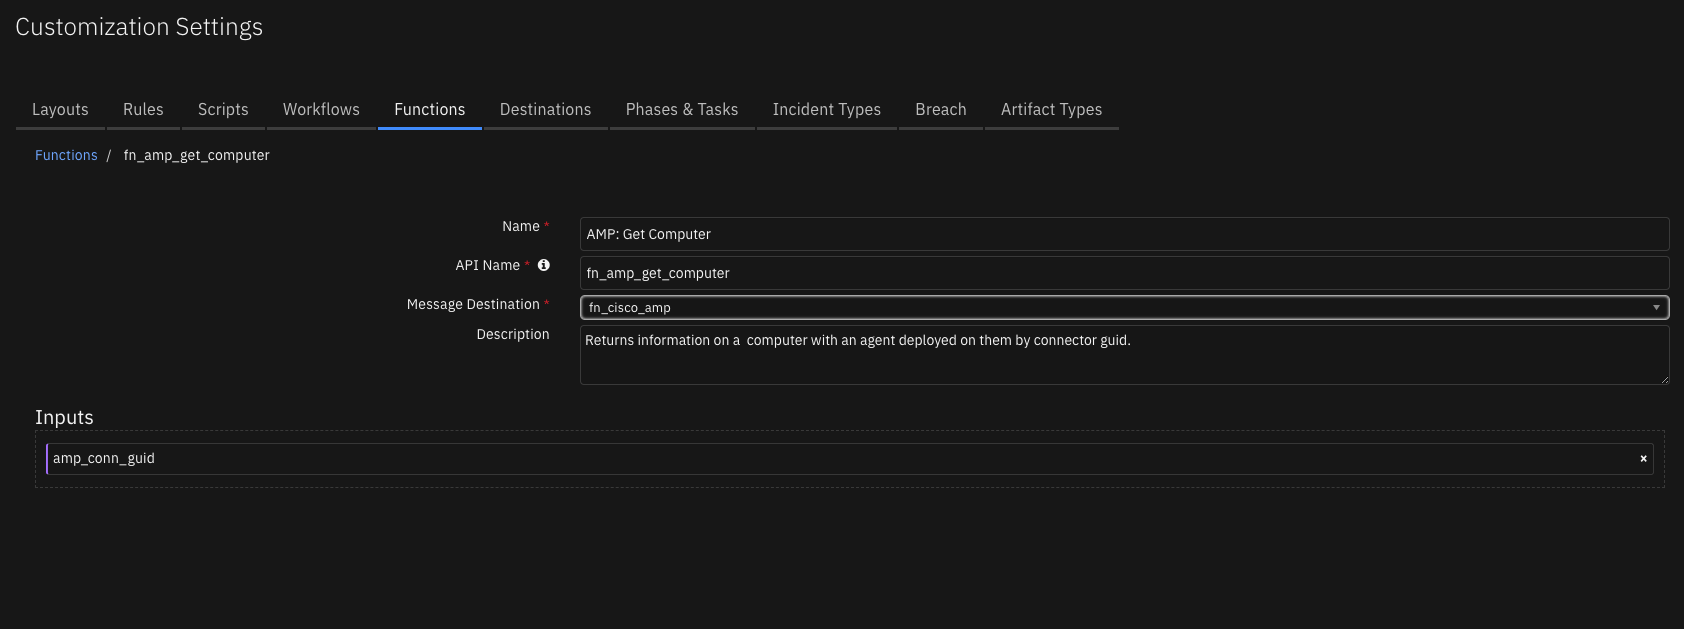 Customization Settings
Layouts Rules Scripts Workflows Functions Destinations Phases & Tasks Incident Types Breach Artifact Types
Functions / fn_amp_get_computer
Name * AMP: Get Computer
API Name * fn_amp_get_computer
Message Destination * fn_cisco_amp
Description Returns information on a  computer with an agent deployed on them by connector guid.
Inputs
amp_conn_guid ×